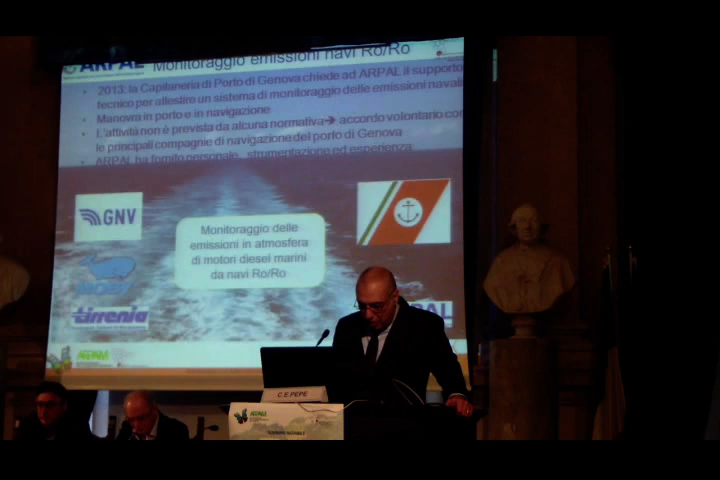 ARPAL
Monitoraggio emissioni navi Ro/Ro
• 2013: la Capitaneria di Porto di Genova chiede ad ARPAL il supporto
tecnico per allestire un sistema di monitoraggio delle emissioni navali
• Manovra in porto e in navigazione
• L'attività non è prevista da alcuna normativa➔ accordo volontario con
le principali compagnie di navigazione del porto di Genova
• ARPAL ha fornito personale, strumentazione ed esperienza
GNV
Monitoraggio delle
emissioni in atmosfera
di motori diesel marini
da navi Ro/Ro
MOBY
Tirrenia
PAL
ARPAM
C.E.PEPE